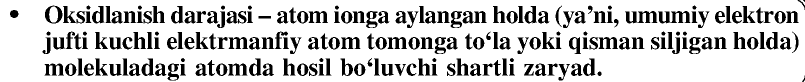 • Oksidlanish darajasi – atom ionga aylangan holda (ya’ni, umumiy elektron
jufti kuchli elektrmanfiy atom tomonga to‘la yoki qisman siljigan holda)
molekuladagi atomda hosil bo‘luvchi shartli zaryad.